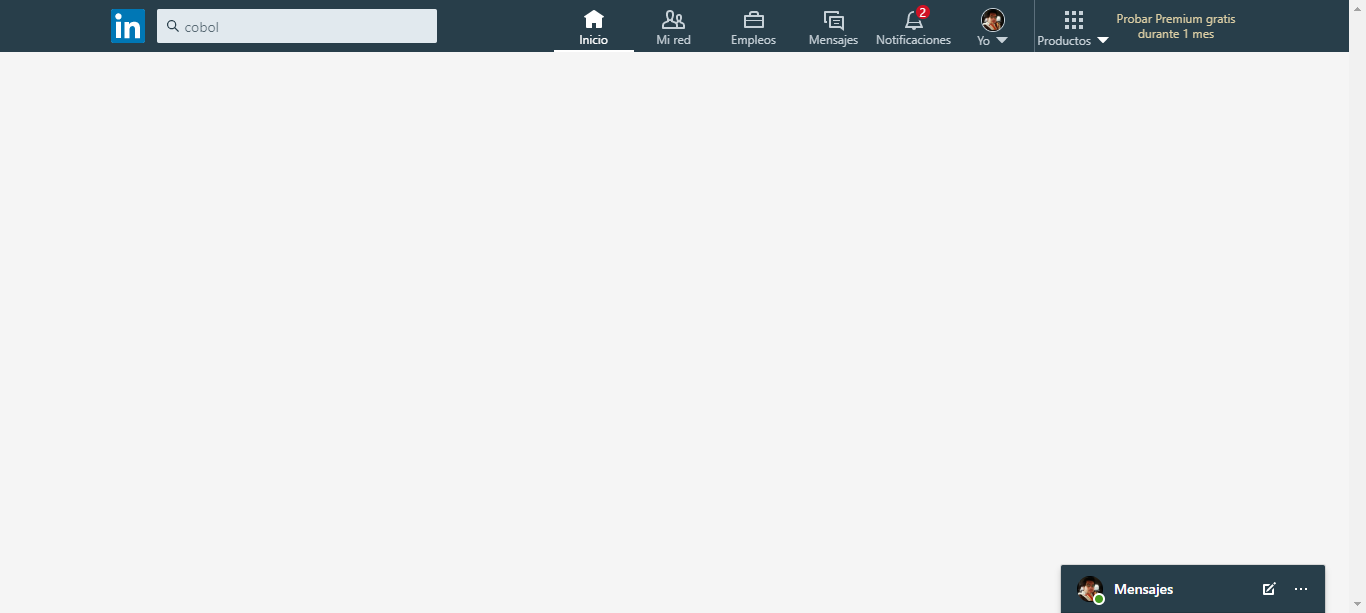 in
cobol
Inicio
Mi red
Empleos
Mensajes
2
Notificaciones
Yo
Productos
Probar Premium gratis
durante 1 mes
Mensajes